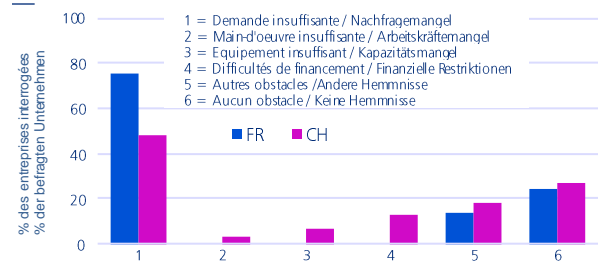 % des entreprises interrogées
% der befragten Unternehmen
100
80
60
40
20
0
1 = Demande insuffisante / Nachfragemangel
2 = Main-d'oeuvre insuffisante / Arbeitskräftemangel
3 = Equipement insuffisant / Kapazitätsmangel
4 = Difficultés de financement / Finanzielle Restriktionen
5 = Autres obstacles /Andere Hemmnisse
6 = Aucun obstacle / Keine Hemmnisse
FR CH
1 2 3 4 5 6